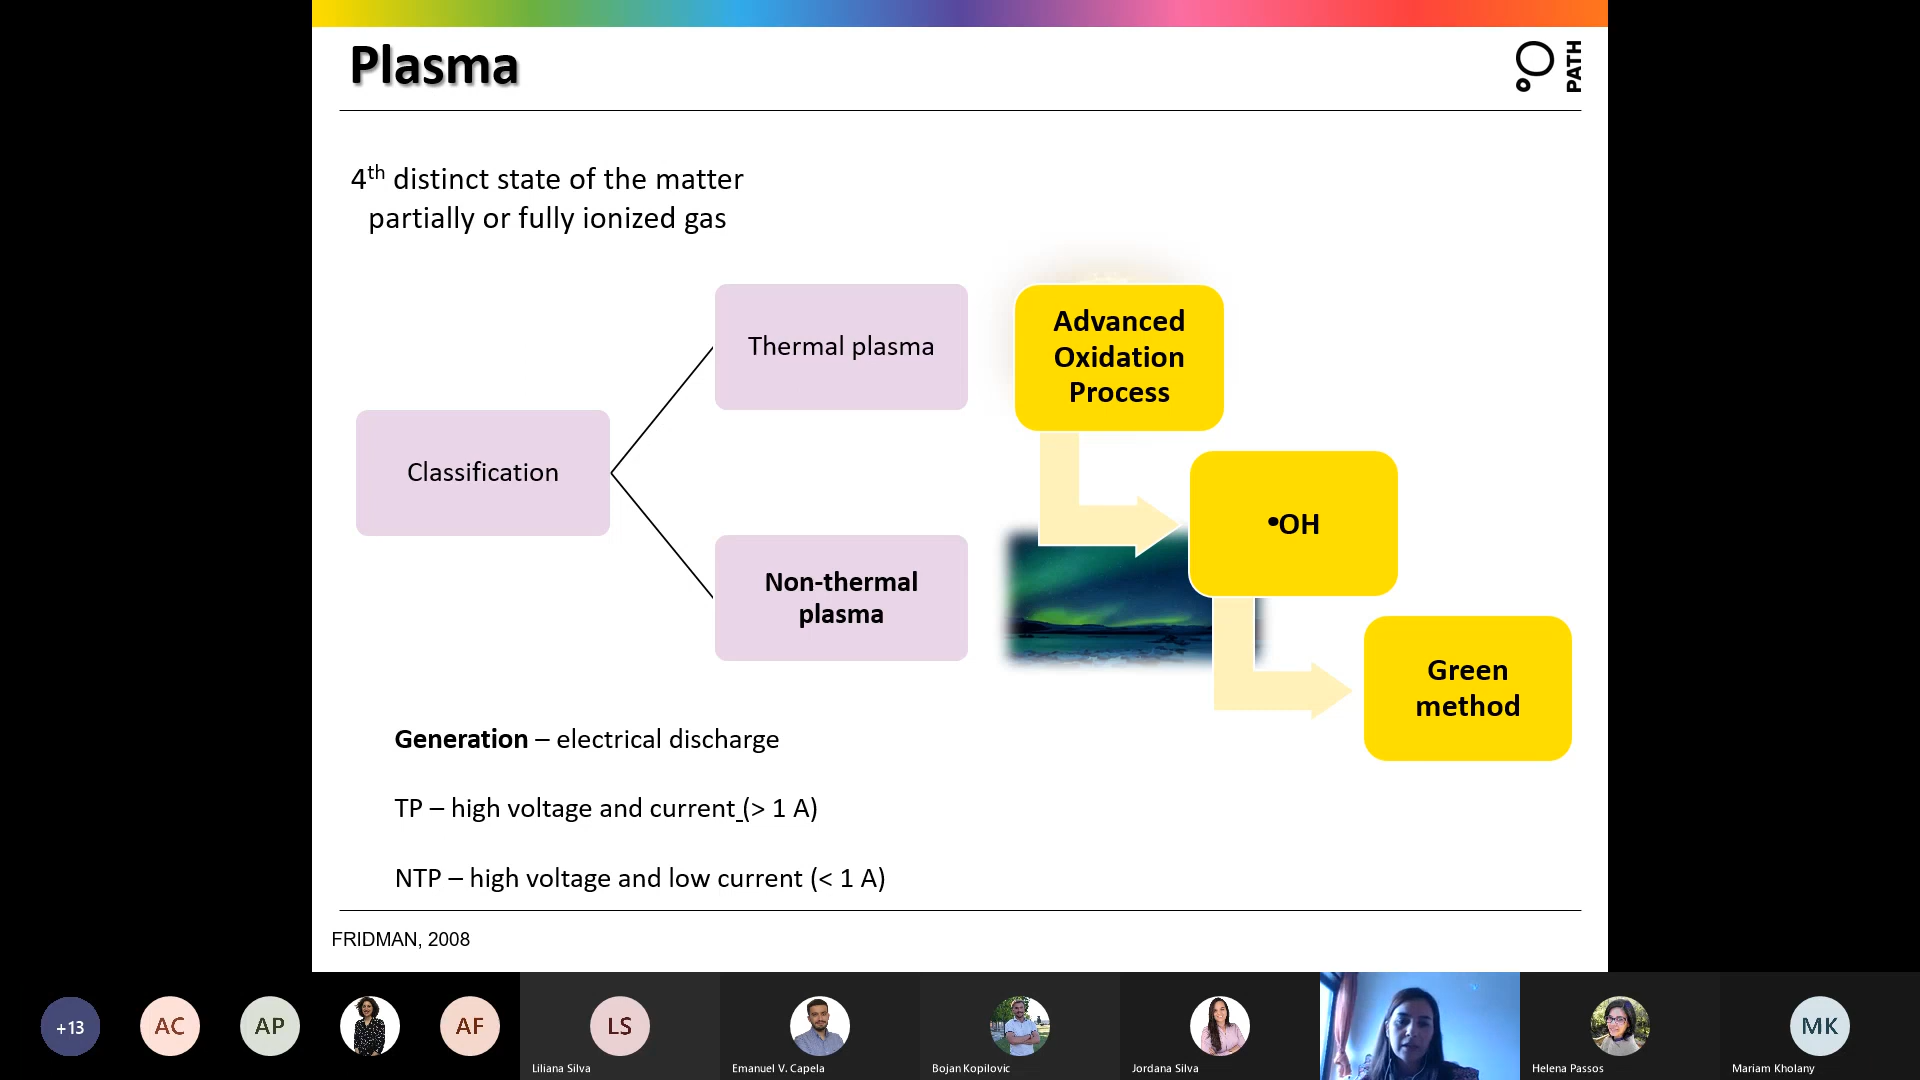 Plasma
PATH
4th distinct state of the matter
partially or fully ionized gas
Classification
Thermal plasma
Non-thermal
plasma
Advanced
Oxidation
Process
•OH
Green
method
Generation – electrical discharge
TP – high voltage and current (> 1 A)
NTP – high voltage and low current (< 1 A)
FRIDMAN, 2008
+13
AC
AP
AF
LS
Liliana Silva
Emanuel V. Capela
Bojan Kopilovic
Jordana Silva
Helena Passos
MK
Mariam Kholany